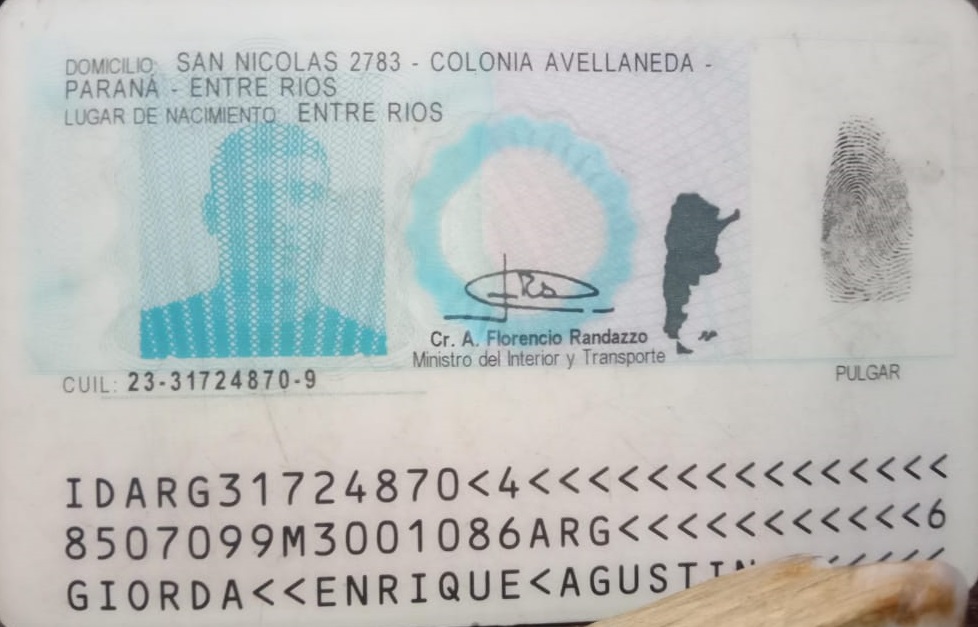 DOMICILIO: SAN NICOLAS 2783 - COLONIA AVELLANEDA -
PARANÁ - ENTRE RIOS
LUGAR DE NACIMIENTO: ENTRE RIOS
Cr. A. Florencio Randazzo
Ministro del Interior y Transporte
CUIL: 23-31724870-9
PULGAR
IDARG31724870<4<<<<<<<<<<<<<<<
8507099M3001086ARG<<<<<<<<<<<6
GIORDA<<ENRIQUE<AGUSTIN<<<<<<